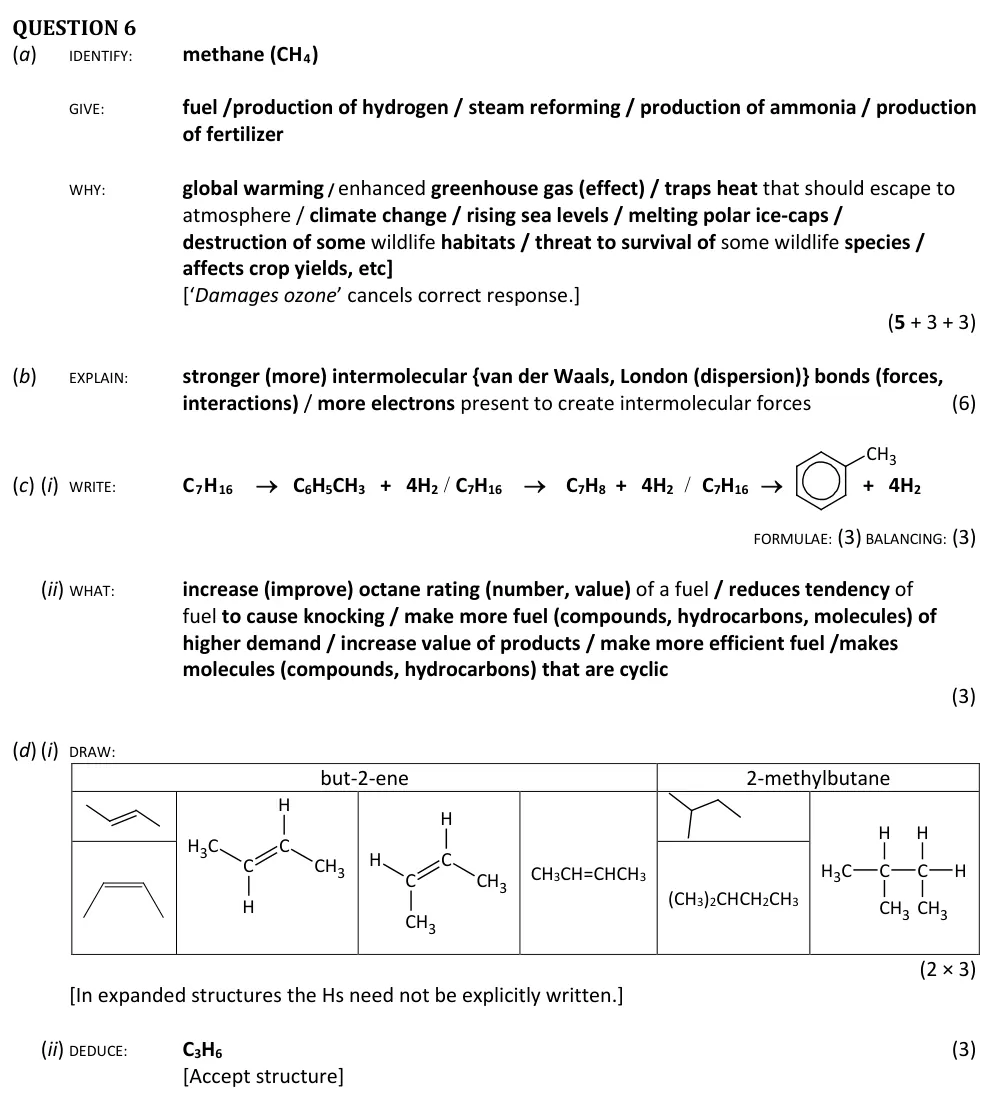 QUESTION 6
(a) IDENTIFY: methane (CH₄)
GIVE: fuel /production of hydrogen / steam reforming / production of ammonia / production
of fertilizer
WHY: global warming / enhanced greenhouse gas (effect) / traps heat that should escape to
atmosphere / climate change / rising sea levels / melting polar ice-caps /
destruction of some wildlife habitats / threat to survival of some wildlife species /
affects crop yields, etc]
[‘Damages ozone’ cancels correct response.]
(5 + 3 + 3)
(b) EXPLAIN: stronger (more) intermolecular {van der Waals, London (dispersion)} bonds (forces,
interactions) / more electrons present to create intermolecular forces (6)
CH₃
(c) (i) WRITE: C₇H₁₆ → C₆H₅CH₃ + 4H₂ / C₇H₁₆ → C₇H₈ + 4H₂ / C₇H₁₆ → + 4H₂
FORMULAE: (3) BALANCING: (3)
(ii) WHAT: increase (improve) octane rating (number, value) of a fuel / reduces tendency of
fuel to cause knocking / make more fuel (compounds, hydrocarbons, molecules) of
higher demand / increase value of products / make more efficient fuel /makes
molecules (compounds, hydrocarbons) that are cyclic
(3)
(d) (i) DRAW:
but-2-ene 2-methylbutane
H
H₃C C C CH₃
H
H
H C C CH₃
CH₃
CH₃CH=CHCHCH₃
(CH₃)₂CHCH₂CH₃
H H
H₃C C C H
CH₃ CH₃
(2 × 3)
[In expanded structures the Hs need not be explicitly written.]
(ii) DEDUCE: C₃H₆ (3)
[Accept structure]